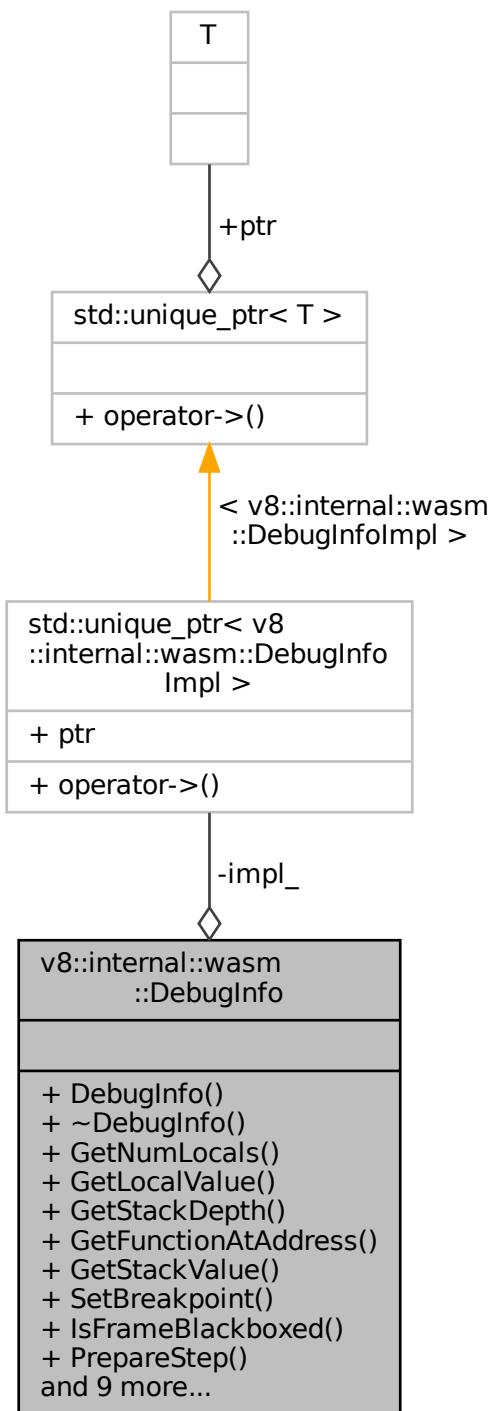 T
+ptr
std::unique_ptr< T >
+ operator->()
< v8::internal::wasm
::DebugInfoImpl >
std::unique_ptr< v8
::internal::wasm::DebugInfo
Impl >
+ ptr
+ operator->()
-impl_
v8::internal::wasm
::DebugInfo
+ DebugInfo()
+ ~DebugInfo()
+ GetNumLocals()
+ GetLocalValue()
+ GetStackDepth()
+ GetFunctionAtAddress()
+ GetStackValue()
+ SetBreakpoint()
+ IsFrameBlackboxed()
+ PrepareStep()
and 9 more...